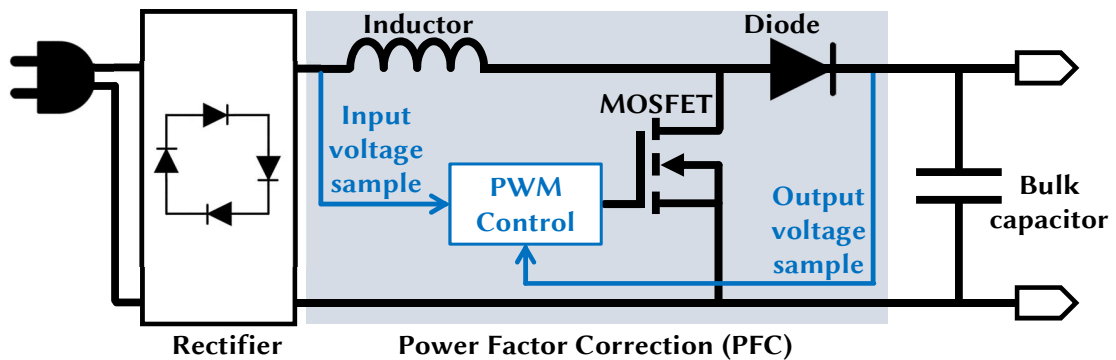 Inductor
Diode
MOSFET
Input
voltage
sample
PWM
Control
Output
voltage
sample
Bulk
capacitor
Rectifier
Power Factor Correction (PFC)